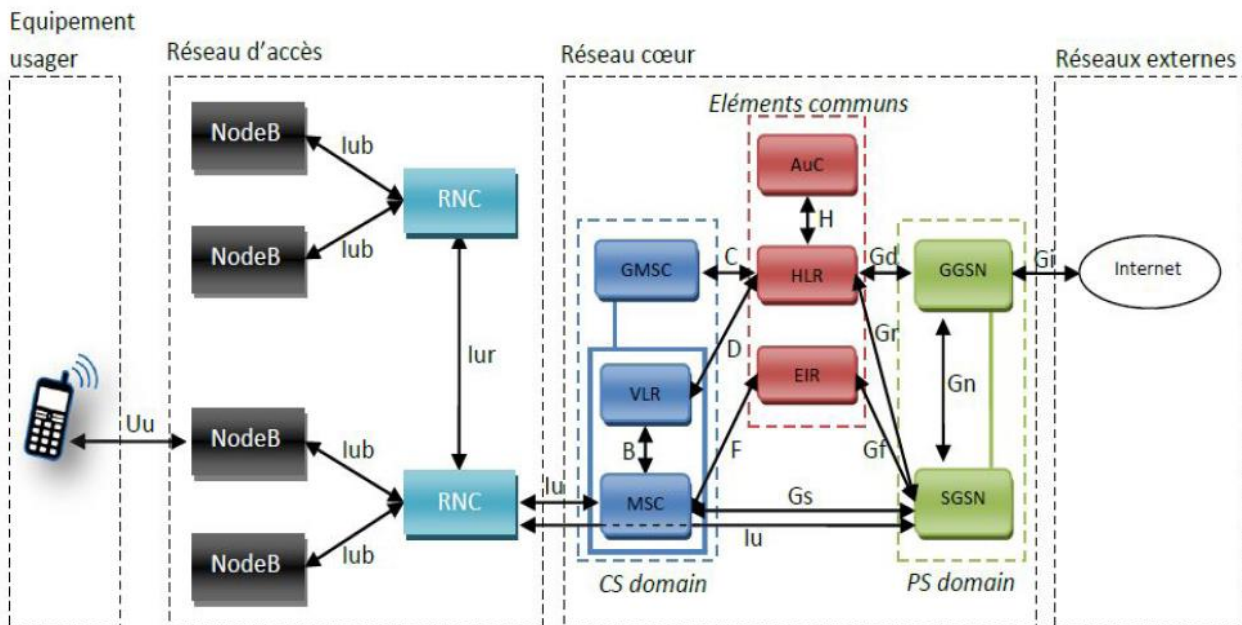 Equipement
usager
Réseau d'accès
Réseau cœur
Réseaux externes
NodeB
Iub
RNC
NodeB
Iub
Iur
Uu
NodeB
Iub
RNC
NodeB
Iub
Iu
Eléments communs
AuC
H
GMSC
C
HLR
Gd
GGSN
Gi
Internet
D
Gr
VLR
EIR
Gn
B
F
Gf
MSC
Gs
SGSN
Iu
CS domain
PS domain